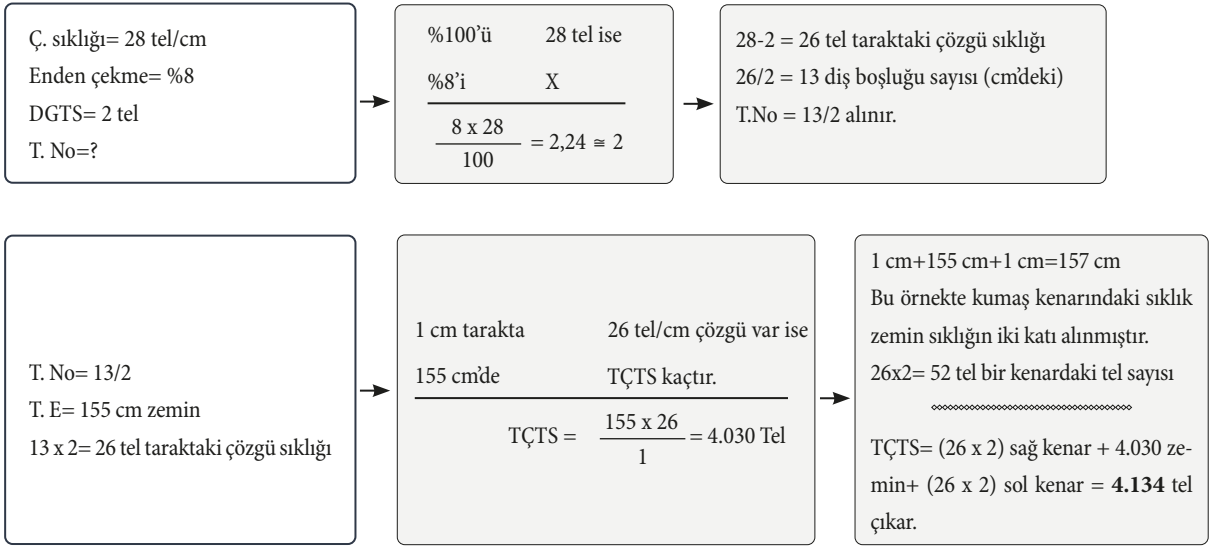 Ç. sıklığı= 28 tel/cm
Enden çekme= %8
DGTS= 2 tel
T. No=?
%100'ü 28 tel ise
%8'i X
8 x 28
100
= 2,24 ≅ 2
28-2 = 26 tel taraktaki çözgü sıklığı
26/2 = 13 diş boşluğu sayısı (cm'deki)
T.No = 13/2 alınır.
T. No= 13/2
T. E= 155 cm zemin
13 x 2= 26 tel taraktaki çözgü sıklığı
1 cm tarakta 26 tel/cm çözgü var ise
155 cm'de TÇTS kaçtır.
TÇTS = 155 x 26 = 4.030 Tel
1
1 cm+155 cm+1 cm=157 cm
Bu örnekte kumaş kenarındaki sıklık
zemin sıklığın iki katı alınmıştır.
26x2= 52 tel bir kenardaki tel sayısı
TÇTS= (26 x 2) sağ kenar + 4.030 ze-
min+ (26 x 2) sol kenar = 4.134 tel
çıkar.